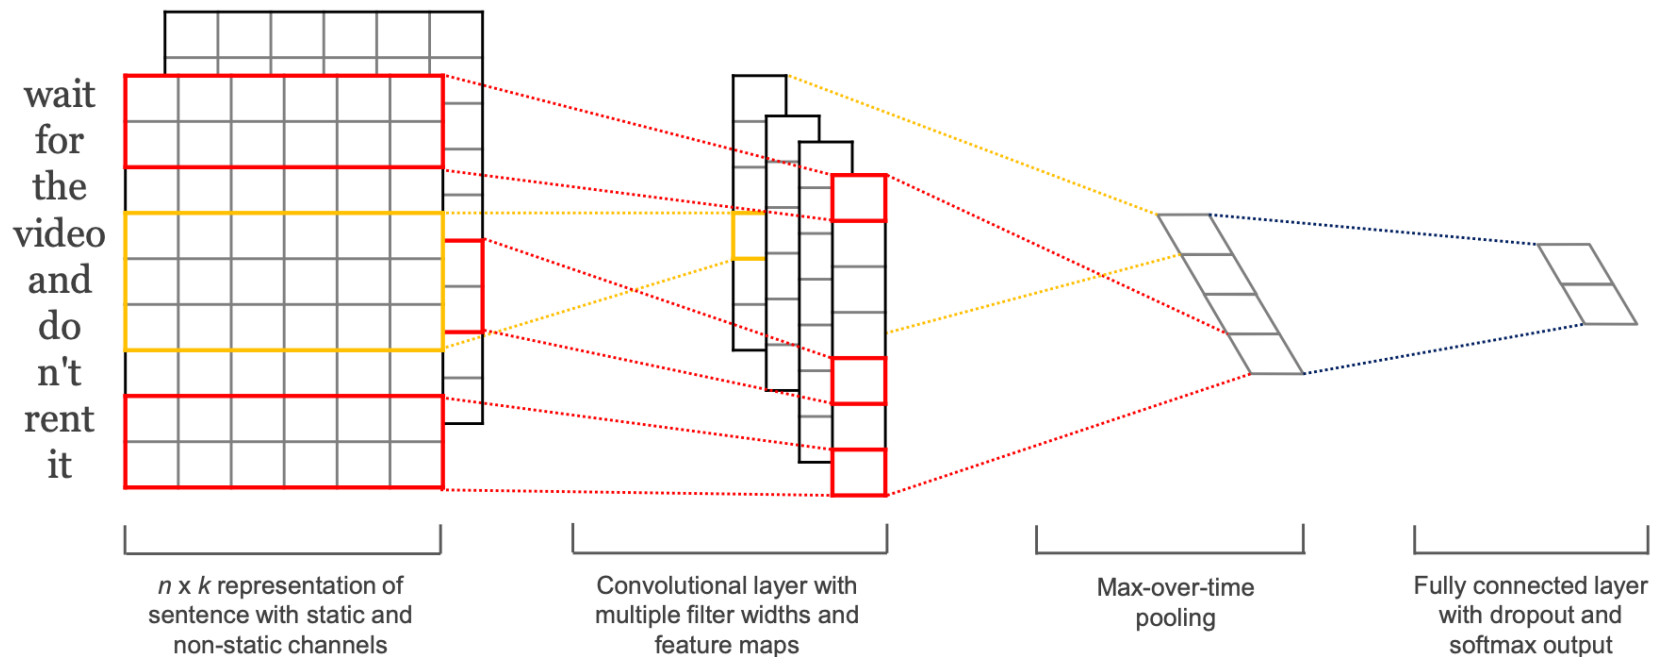 wait
for
the
video
and
do
n't
rent
it
n x k representation of
sentence with static and
non-static channels
Convolutional layer with
multiple filter widths and
feature maps
Max-over-time
pooling
Fully connected layer
with dropout and
softmax output